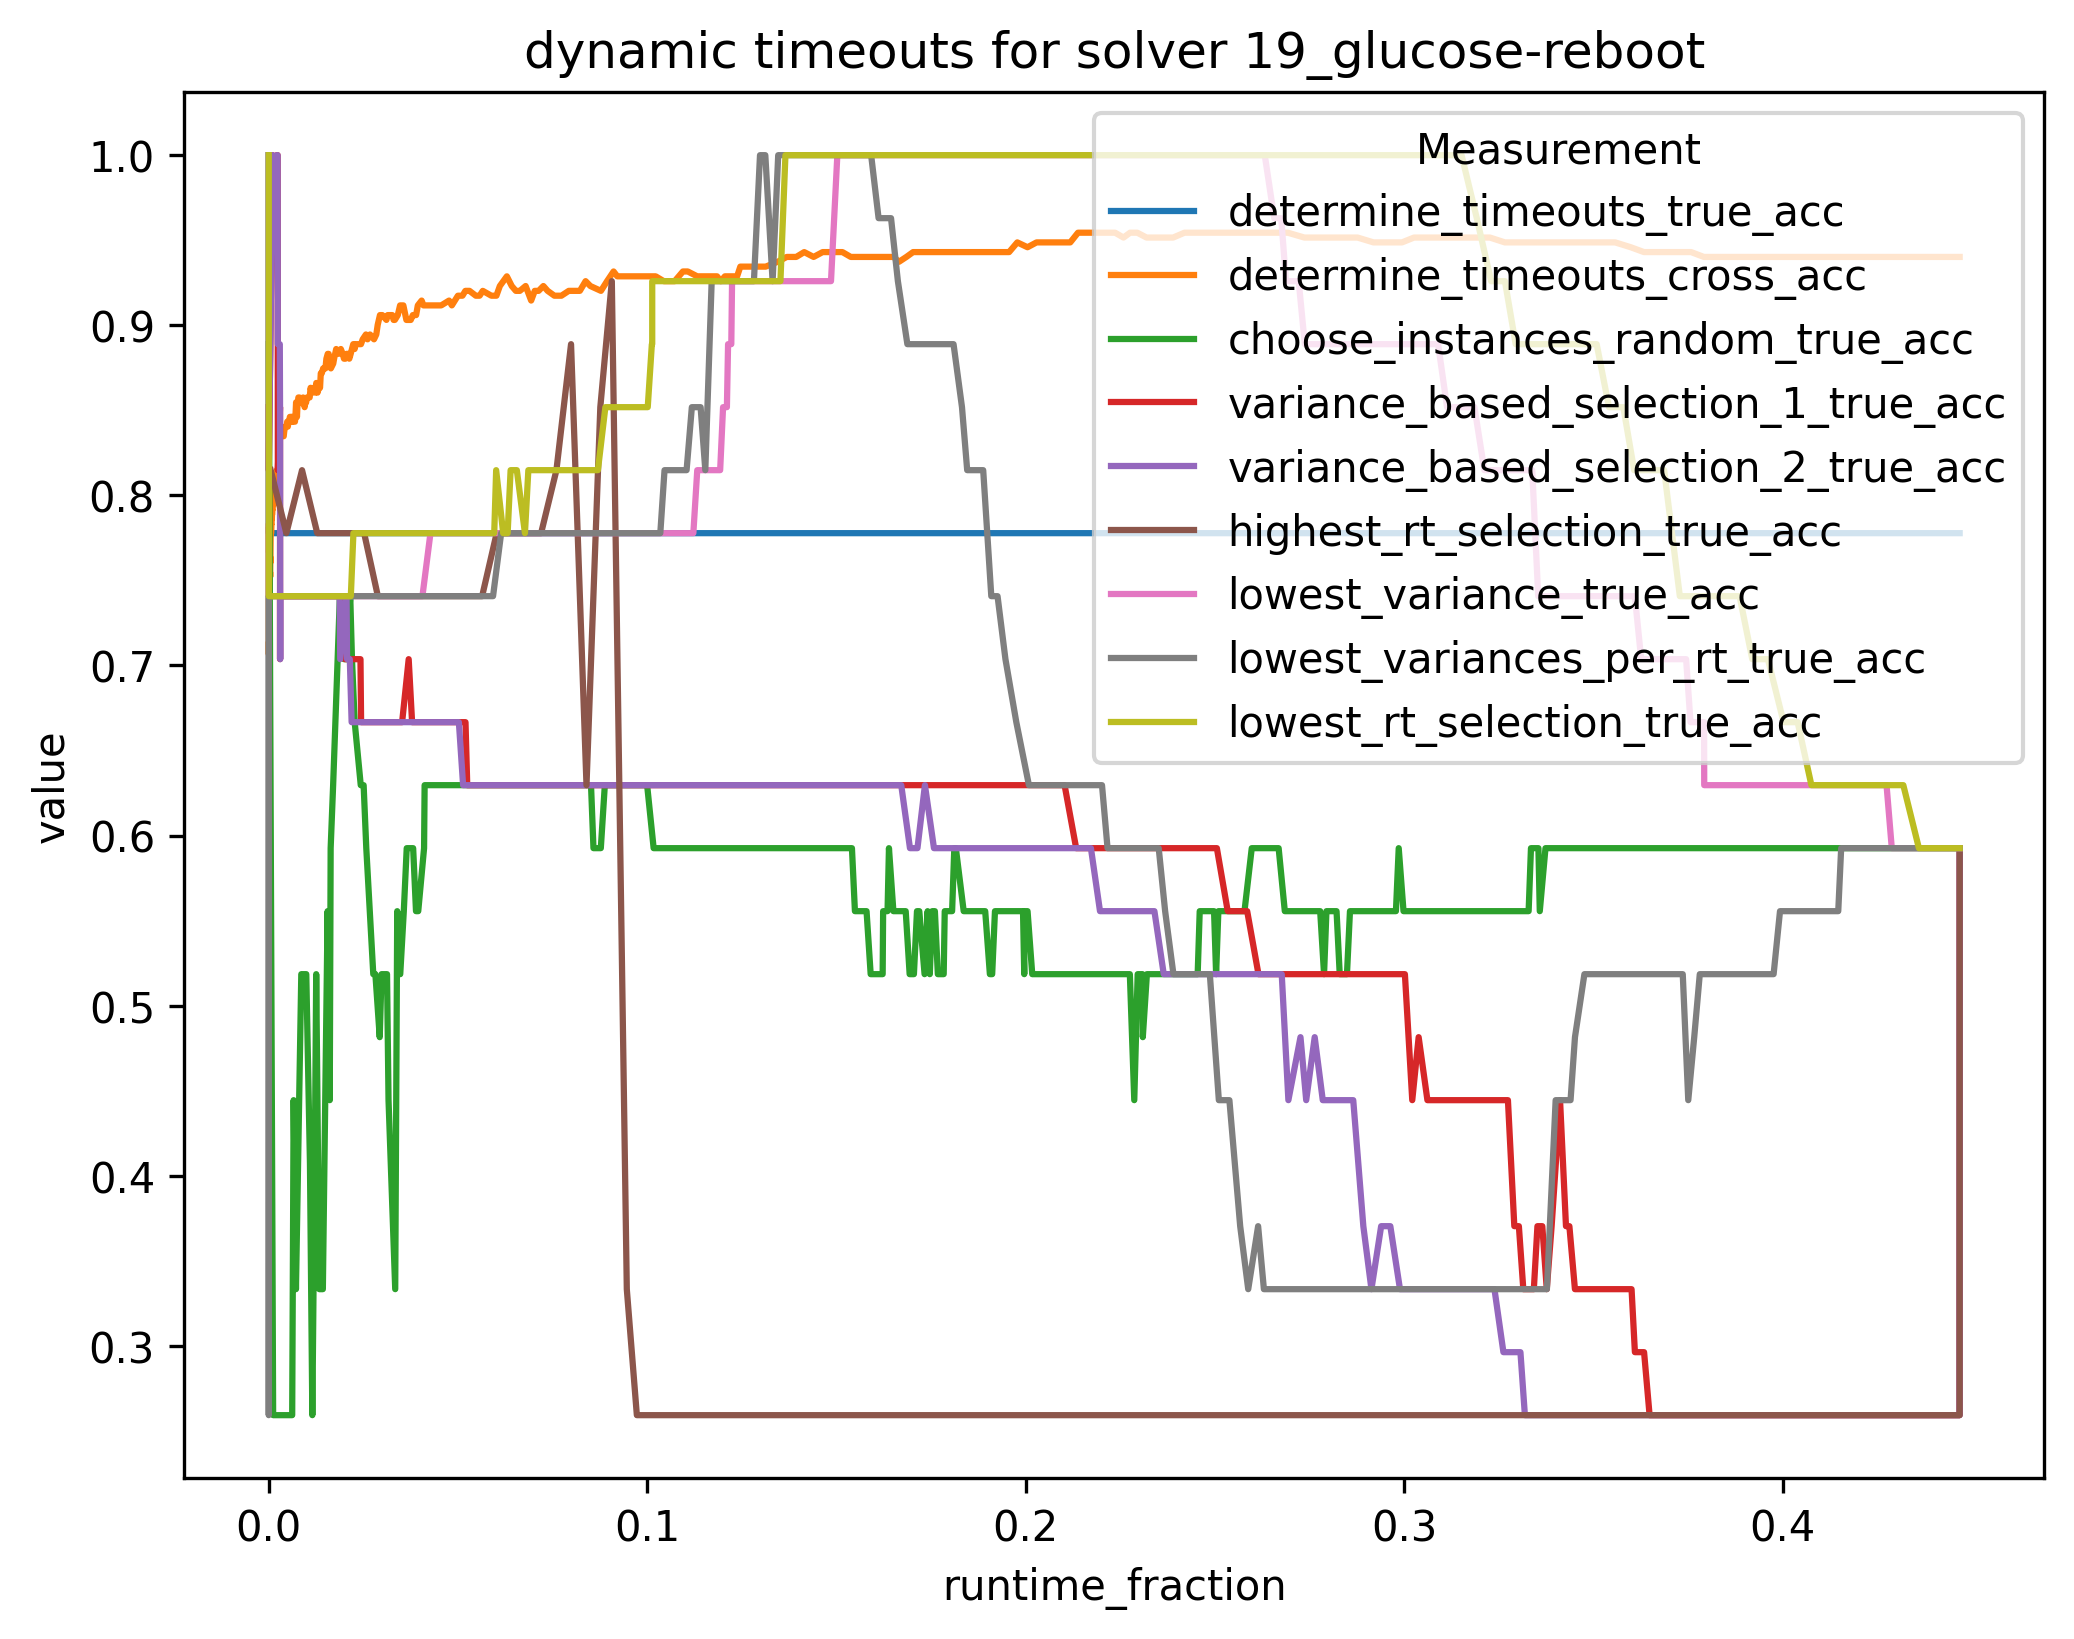 dynamic timeouts for solver 19_glucose-reboot
Measurement
determine_timeouts_true_acc
determine_timeouts_cross_acc
choose_instances_random_true_acc
variance_based_selection_1_true_acc
variance_based_selection_2_true_acc
highest_rt_selection_true_acc
lowest_variance_true_acc
lowest_variances_per_rt_true_acc
lowest_rt_selection_true_acc
value
1.0
0.9
0.8
0.7
0.6
0.5
0.4
0.3
0.0 0.1 0.2 0.3 0.4
runtime_fraction